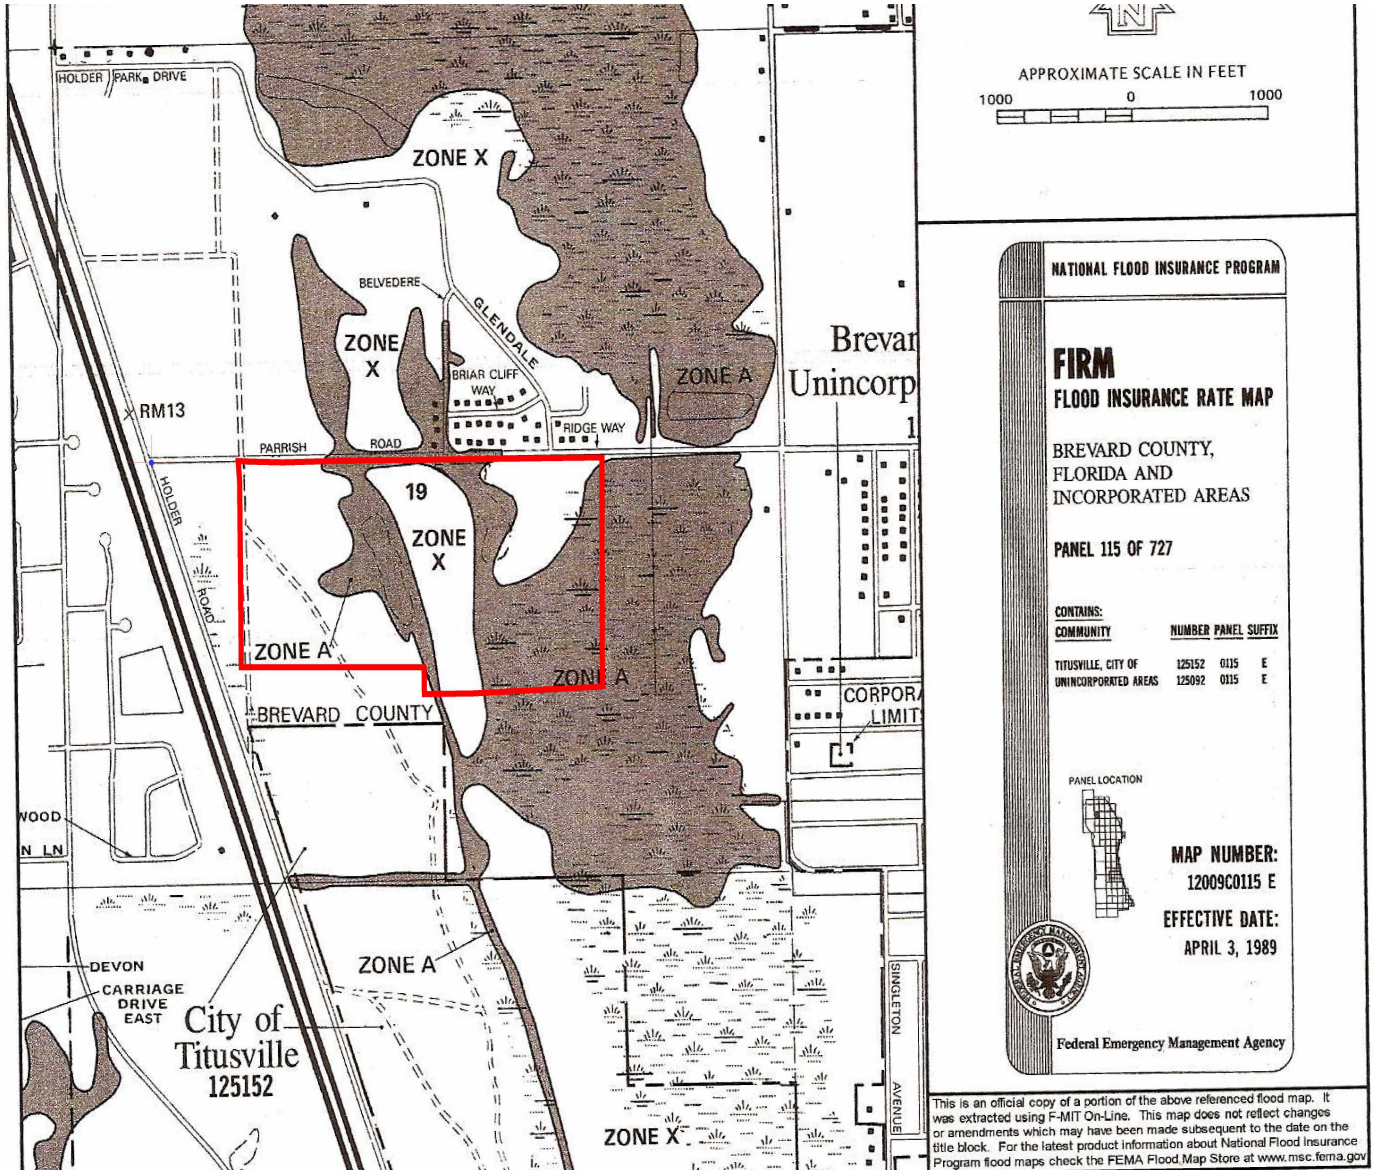 HOLDER PARK DRIVE
ZONE X
BELVEDERE
GLENDALE
ZONE
X
BRIAR CLIFF
WAY
ZONE A
Brevar
Unincorp
1
RM13
RIDGE WAY
PARRISH ROAD
19
ZONE
X
HOLDER
ROAD
ZONE A
ZONE A
BREVARD COUNTY
CORPORA
LIMITS
WOOD
N LN
ZONE A
DEVON
CARRIAGE
DRIVE
EAST
City of
Titusville
125152
SINGLETON
AVENUE
ZONE X
N
APPROXIMATE SCALE IN FEET
1000 0 1000
NATIONAL FLOOD INSURANCE PROGRAM
FIRM
FLOOD INSURANCE RATE MAP
BREVARD COUNTY,
FLORIDA AND
INCORPORATED AREAS
PANEL 115 OF 727
CONTAINS:
COMMUNITY NUMBER PANEL SUFFIX
TITUSVILLE, CITY OF 125152 0115 E
UNINCORPORATED AREAS 125092 0115 E
PANEL LOCATION
MAP NUMBER:
12009C0115 E
EFFECTIVE DATE:
APRIL 3, 1989
Federal Emergency Management Agency
This is an official copy of a portion of the above referenced flood map. It
was extracted using F-MIT On-Line. This map does not reflect changes
or amendments which may have been made subsequent to the date on the
title block. For the latest product information about National Flood Insurance
Program flood maps check the FEMA Flood Map Store at www.msc.fema.gov